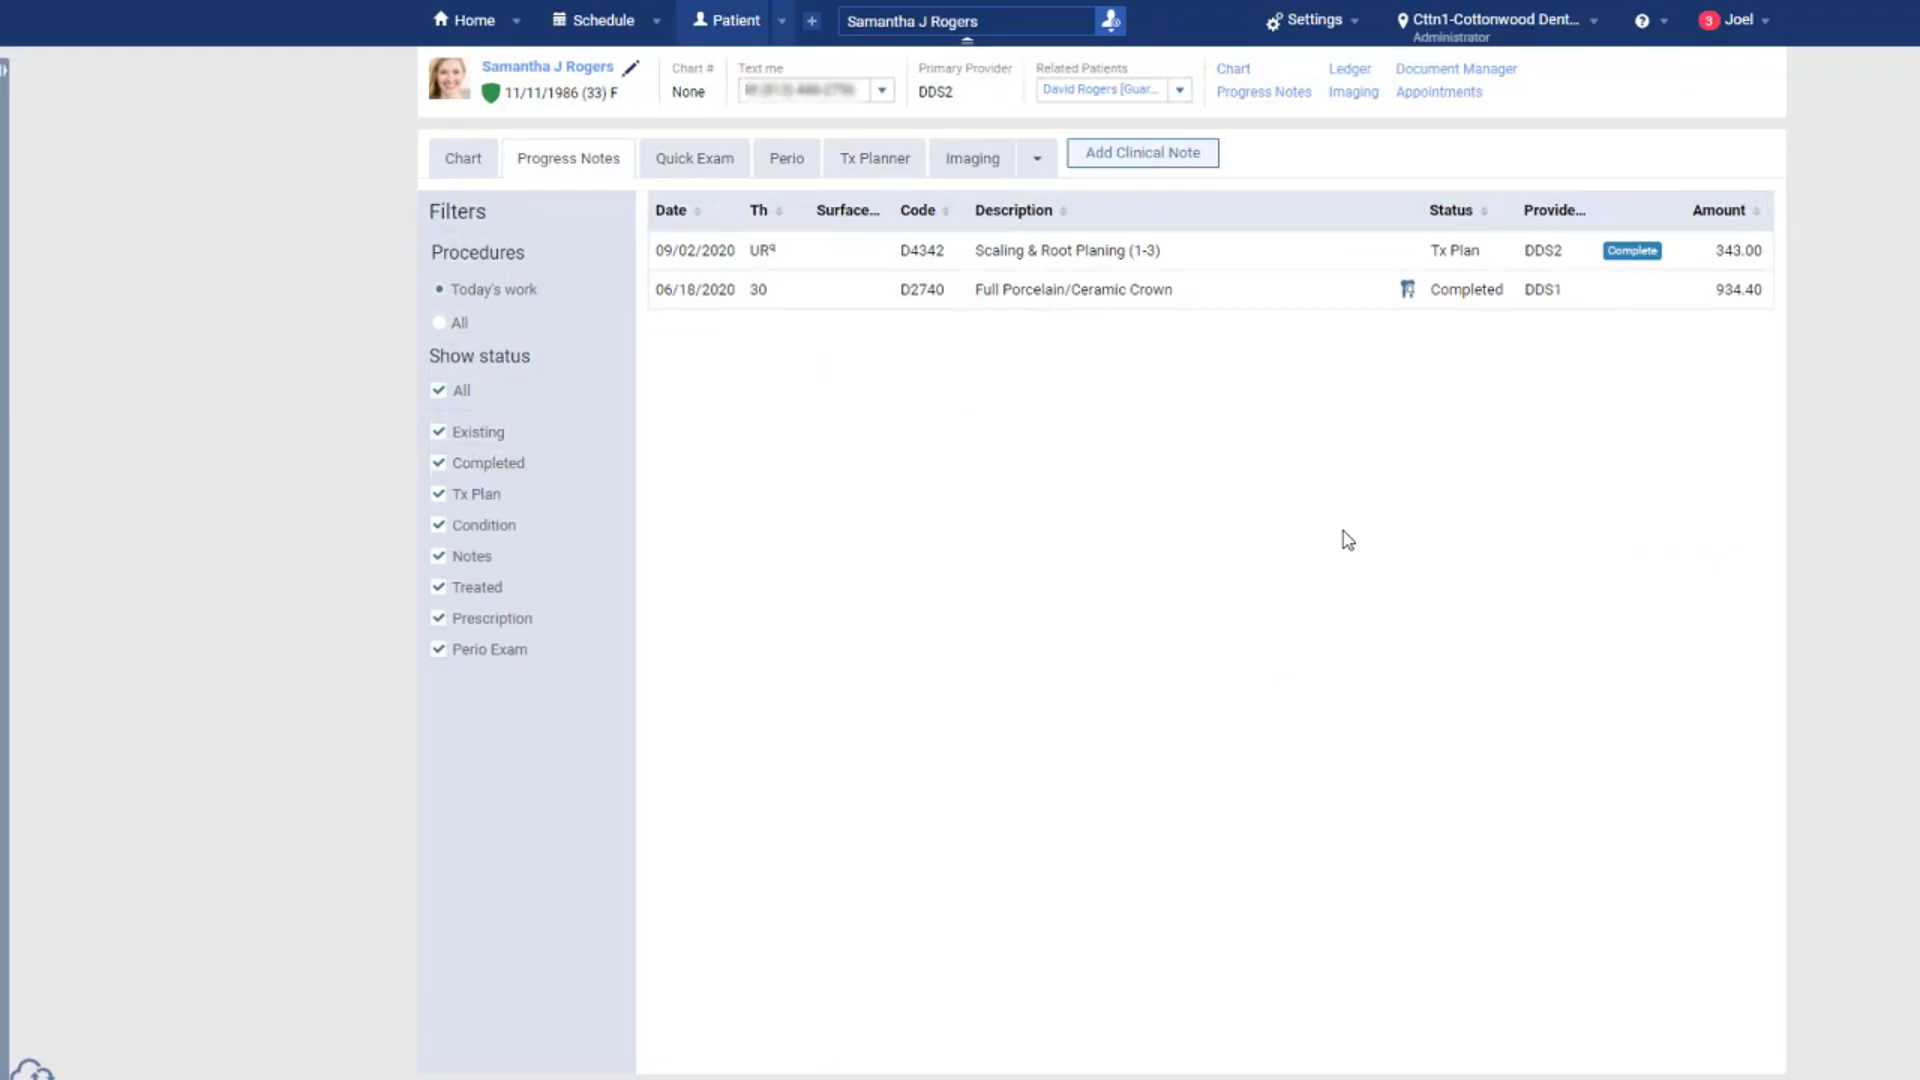 Home Schedule Patient + Samantha J Rogers Settings Cttn1-Cottonwood Dent... ? 3 Joel
Administrator
Samantha J Rogers Chart # Text me Primary Provider Related Patients Chart Ledger Document Manager
11/11/1986 (33) F None DDS2 David Rogers [Guar... Progress Notes Imaging Appointments
Chart Progress Notes Quick Exam Perio Tx Planner Imaging Add Clinical Note
Filters
Date Th Surface... Code Description Status Provide... Amount
Procedures
09/02/2020 URq D4342 Scaling & Root Planing (1-3) Tx Plan DDS2 Complete 343.00
Today's work
06/18/2020 30 D2740 Full Porcelain/Ceramic Crown Completed DDS1 934.40
All
Show status
All
Existing
Completed
Tx Plan
Condition
Notes
Treated
Prescription
Perio Exam